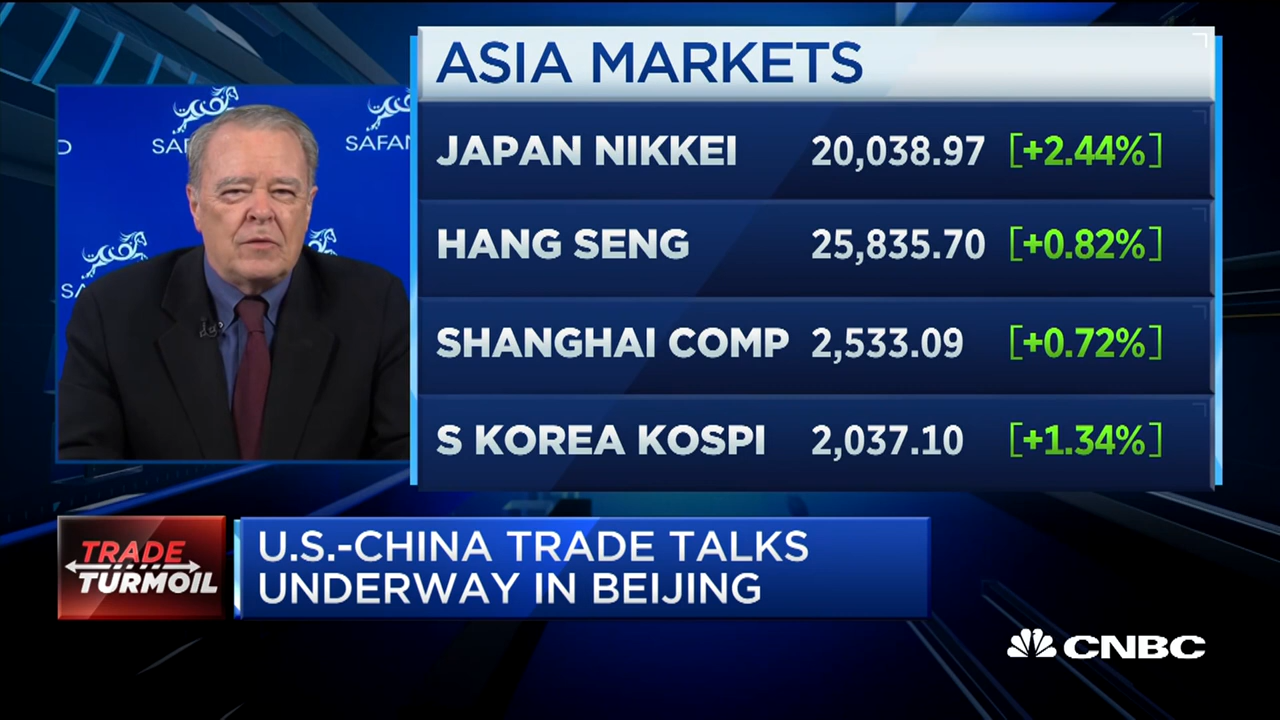 ASIA MARKETS
JAPAN NIKKEI 20,038.97 [+2.44%]
HANG SENG 25,835.70 [+0.82%]
SHANGHAI COMP 2,533.09 [+0.72%]
S KOREA KOSPI 2,037.10 [+1.34%]
D
SAFAN
SA
TRADE
TURMOIL
U.S.-CHINA TRADE TALKS
UNDERWAY IN BEIJING
CNBC